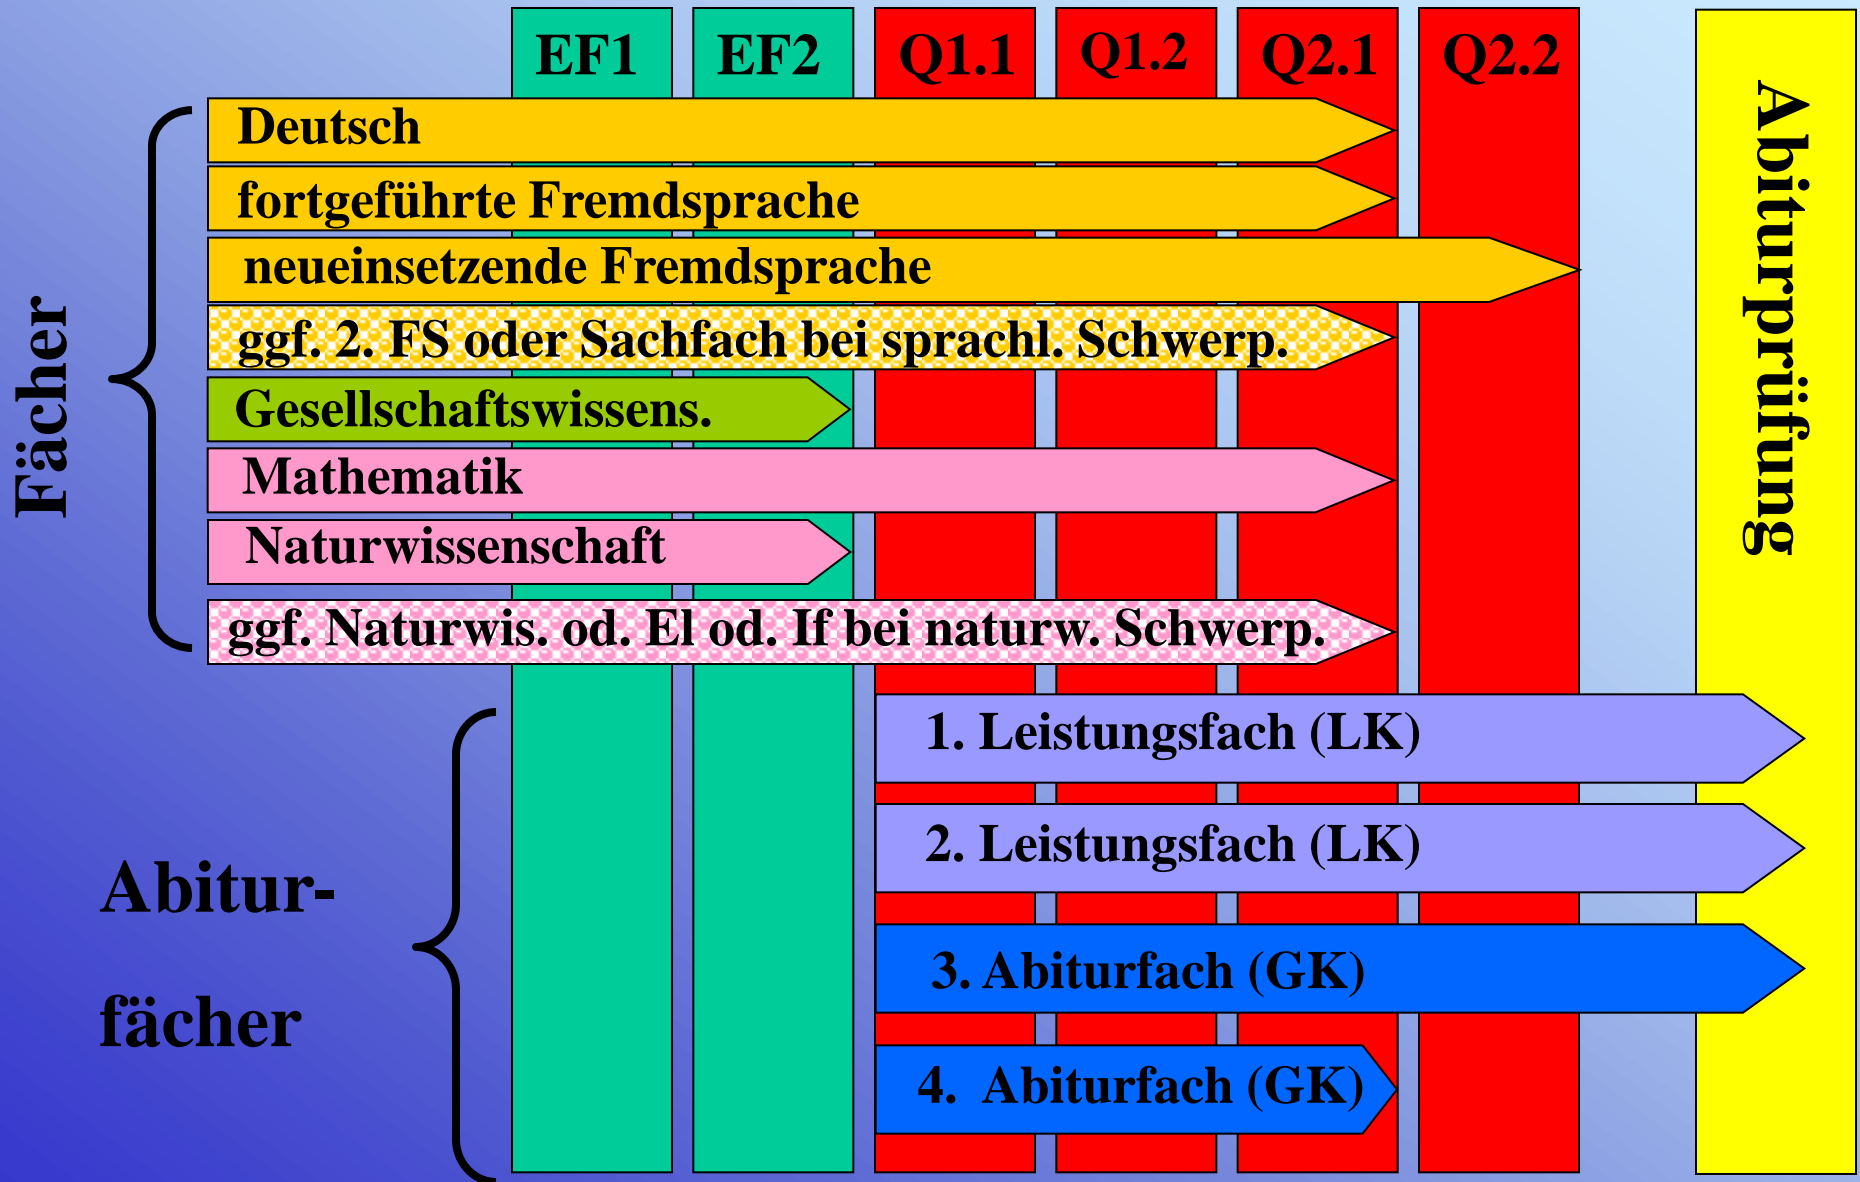 EF1 EF2 Q1.1 Q1.2 Q2.1 Q2.2
Abiturprüfung
Fächer
Deutsch
fortgeführte Fremdsprache
neueinsetzende Fremdsprache
ggf. 2. FS oder Sachfach bei sprachl. Schwerp.
Gesellschaftswissens.
Mathematik
Naturwissenschaft
ggf. Naturwis. od. El od. If bei naturw. Schwerp.
Abitur-
fächer
1. Leistungsfach (LK)
2. Leistungsfach (LK)
3. Abiturfach (GK)
4. Abiturfach (GK)